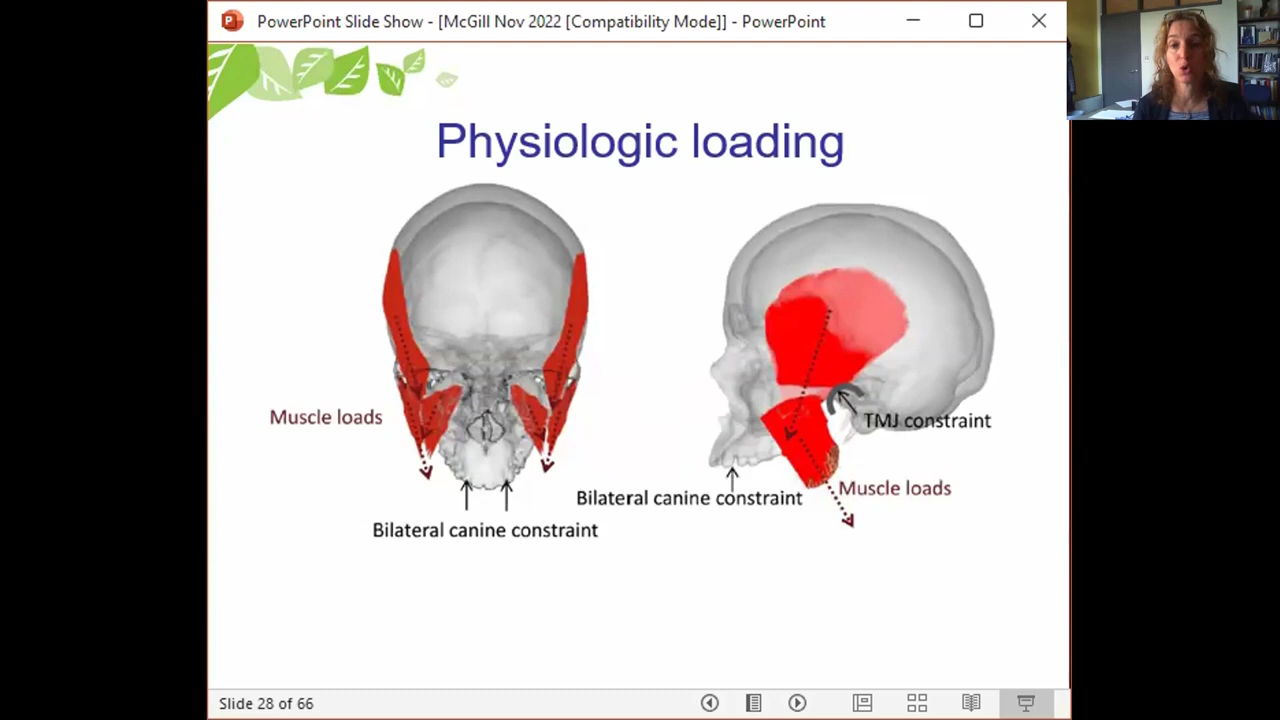 PowerPoint Slide Show - [McGill Nov 2022 [Compatibility Mode]] - PowerPoint
Physiologic loading
Muscle loads
TMJ constraint
Muscle loads
Bilateral canine constraint
Bilateral canine constraint
Slide 28 of 66